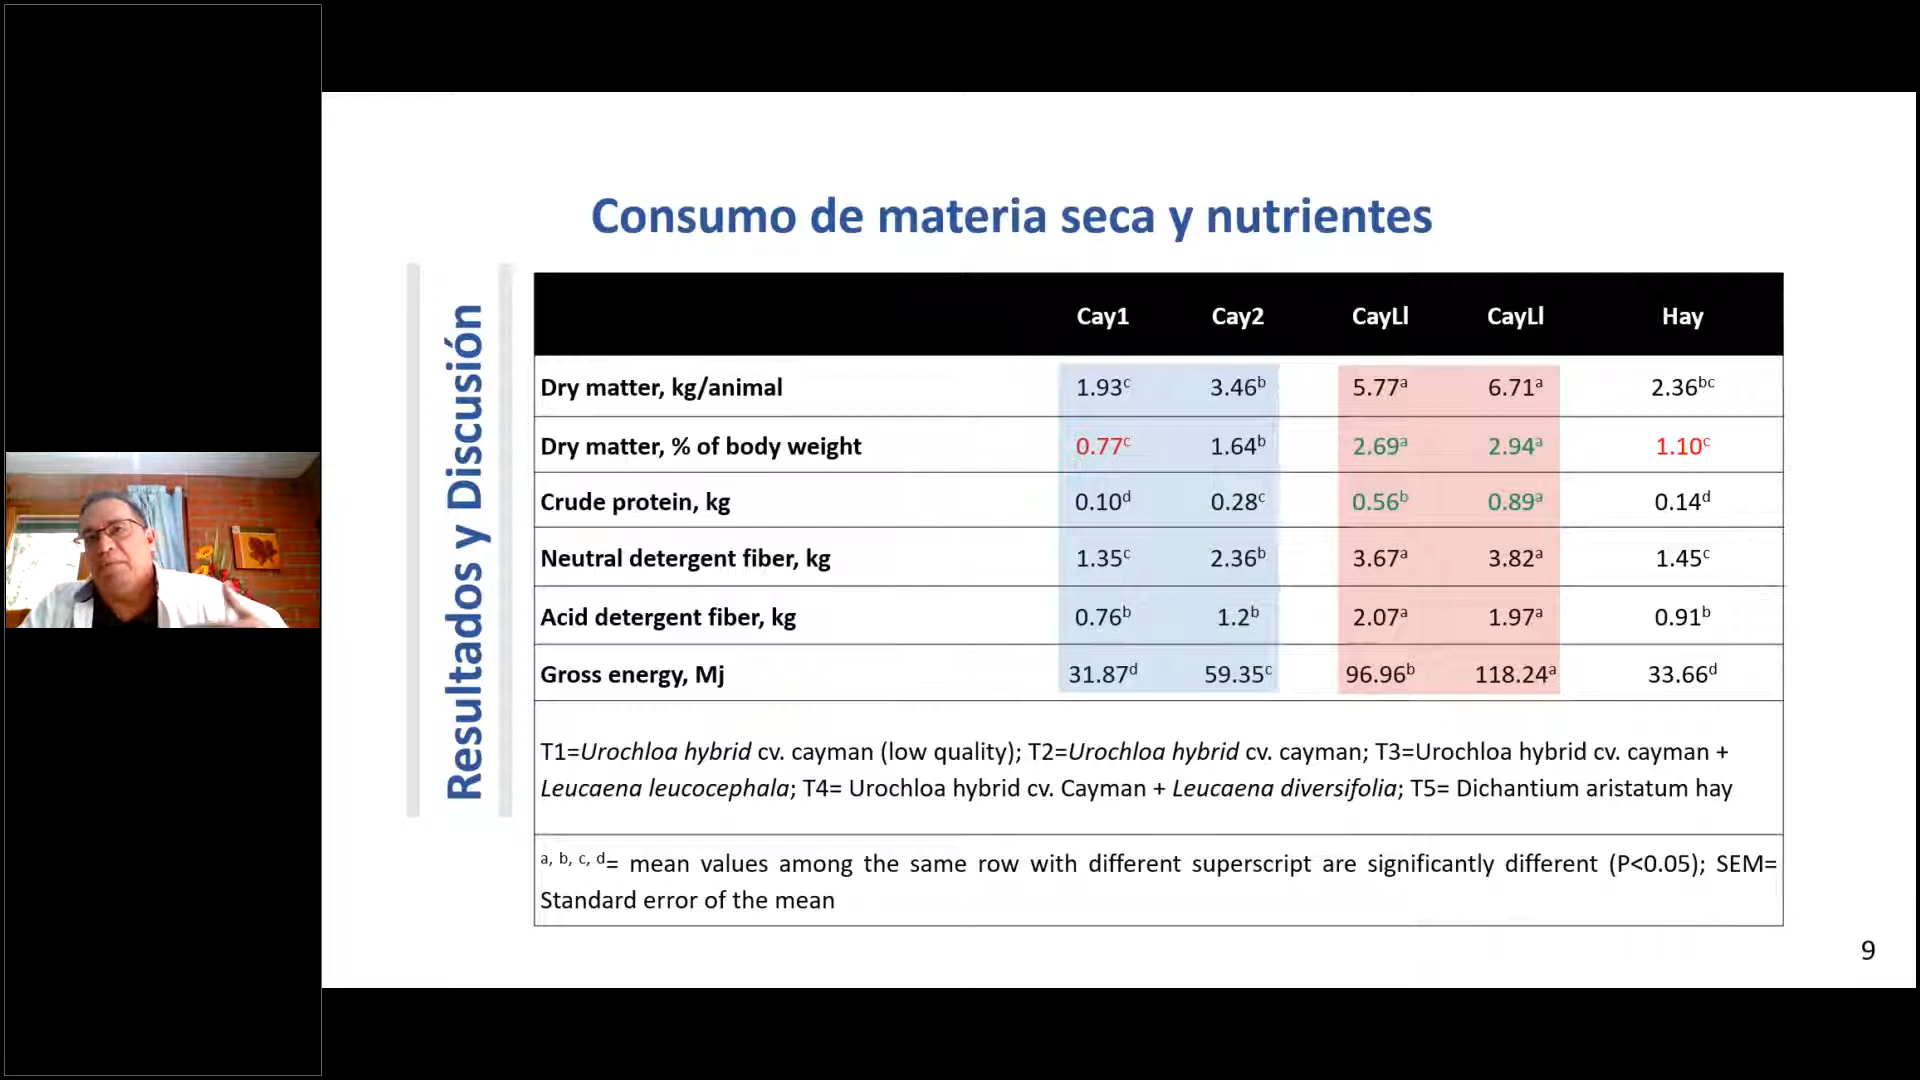 Consumo de materia seca y nutrientes
Resultados y Discusión
Cay1 Cay2 CayLl CayLl Hay
Dry matter, kg/animal 1.93ᶜ 3.46ᵇ 5.77ᵃ 6.71ᵃ 2.36ᵇᶜ
Dry matter, % of body weight 0.77ᶜ 1.64ᵇ 2.69ᵃ 2.94ᵃ 1.10ᶜ
Crude protein, kg 0.10ᵈ 0.28ᶜ 0.56ᵇ 0.89ᵃ 0.14ᵈ
Neutral detergent fiber, kg 1.35ᶜ 2.36ᵇ 3.67ᵃ 3.82ᵃ 1.45ᶜ
Acid detergent fiber, kg 0.76ᵇ 1.2ᵇ 2.07ᵃ 1.97ᵃ 0.91ᵇ
Gross energy, Mj 31.87ᵈ 59.35ᶜ 96.96ᵇ 118.24ᵃ 33.66ᵈ
T1=Urochloa hybrid cv. cayman (low quality); T2=Urochloa hybrid cv. cayman; T3=Urochloa hybrid cv. cayman +
Leucaena leucocephala; T4= Urochloa hybrid cv. Cayman + Leucaena diversifolia; T5= Dichantium aristatum hay
ᵃ, ᵇ, ᶜ, ᵈ= mean values among the same row with different superscript are significantly different (P<0.05); SEM=
Standard error of the mean
9